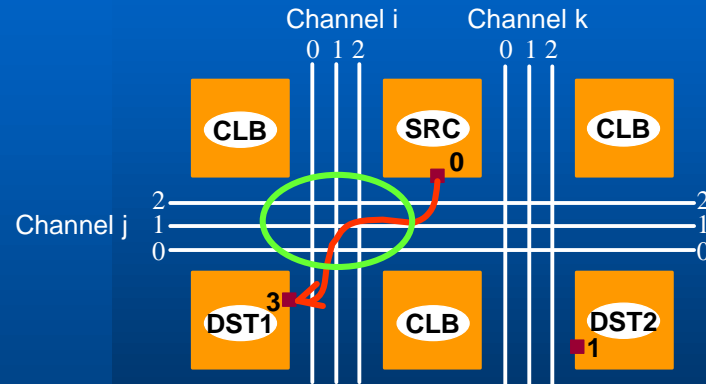 Channel i
Channel k
0 1 2
0 1 2
CLB
SRC
CLB
0
2
2
Channel j
1
1
0
0
3
DST1
CLB
DST2
1